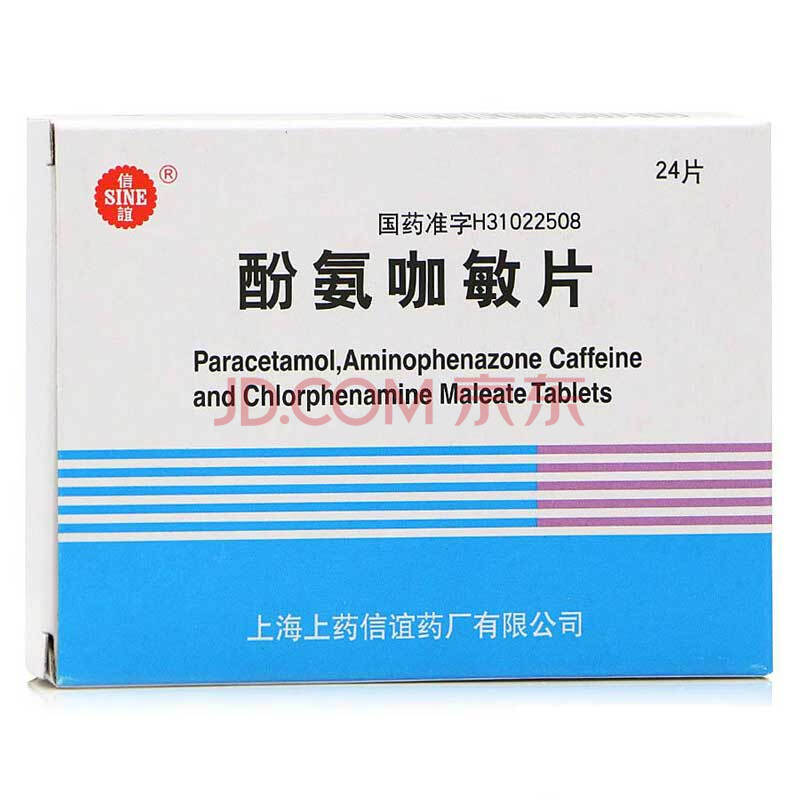 信
SINE
誼
®
24片
国药准字H31022508
酚氨咖敏片
Paracetamol,Aminophenazone Caffeine
and Chlorphenamine Maleate Tablets
JD.COM 京东
上海上药信谊药厂有限公司